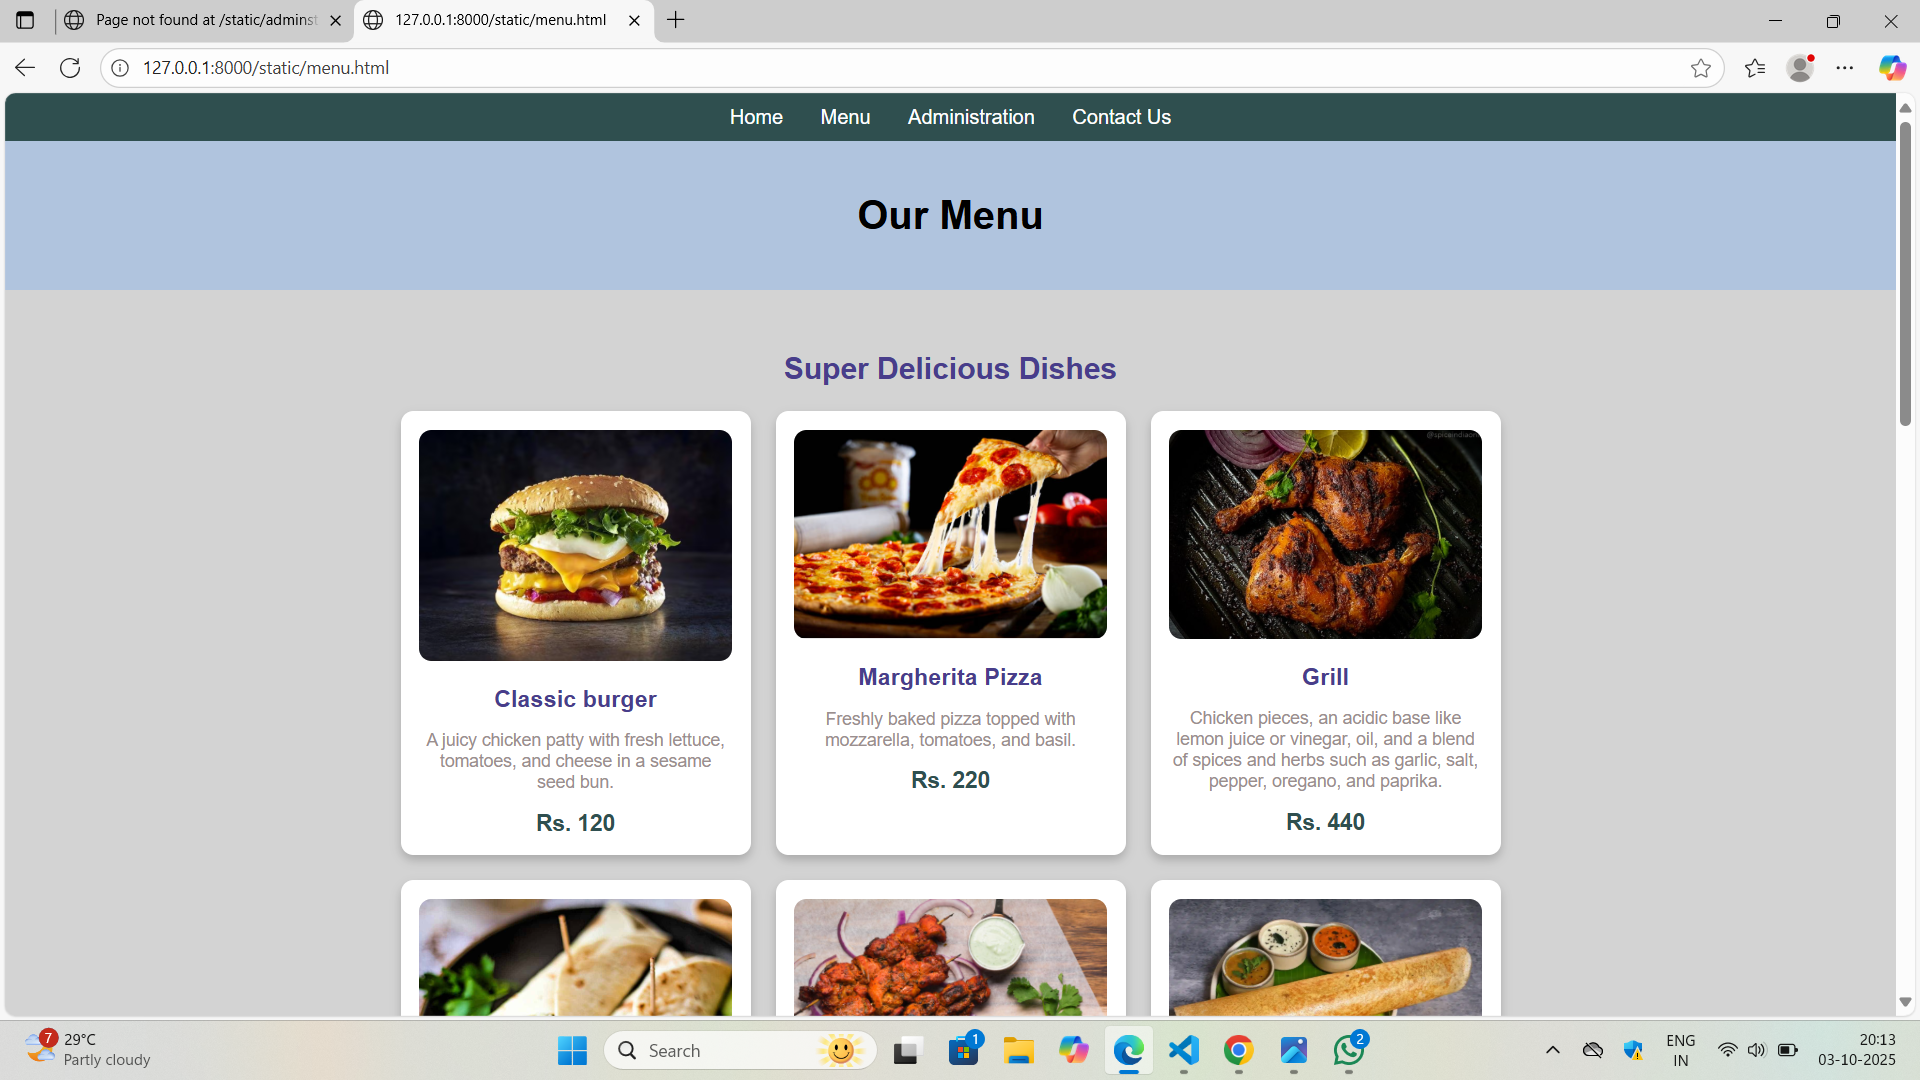 Page not found at /static/adminst
127.0.0.1:8000/static/menu.html
127.0.0.1:8000/static/menu.html
Home Menu Administration Contact Us
Our Menu
Super Delicious Dishes
Classic burger
A juicy chicken patty with fresh lettuce,
tomatoes, and cheese in a sesame
seed bun.
Rs. 120
Margherita Pizza
Freshly baked pizza topped with
mozzarella, tomatoes, and basil.
Rs. 220
Grill
Chicken pieces, an acidic base like
lemon juice or vinegar, oil, and a blend
of spices and herbs such as garlic, salt,
pepper, oregano, and paprika.
Rs. 440
7
29°C
Partly cloudy
Search
1
2
ENG
IN
20:13
03-10-2025